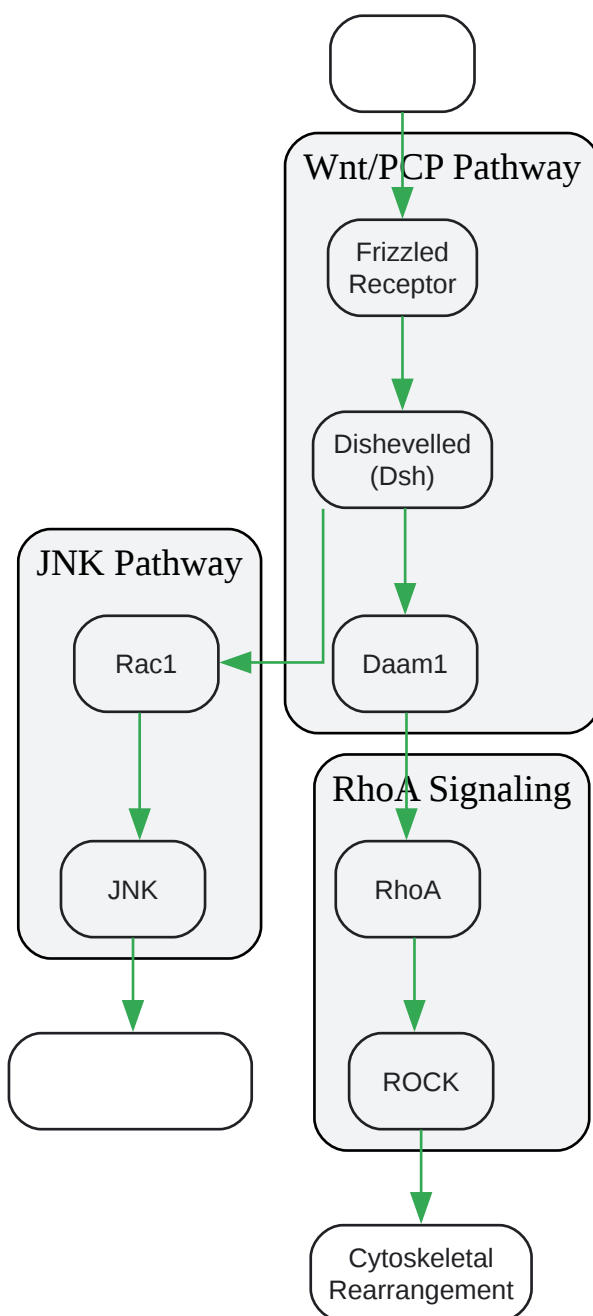 Wnt/PCP Pathway
Frizzled
Receptor
Dishevelled
(Dsh)
JNK Pathway
Rac1
Daam1
RhoA Signaling
JNK
RhoA
ROCK
Cytoskeletal
Rearrangement